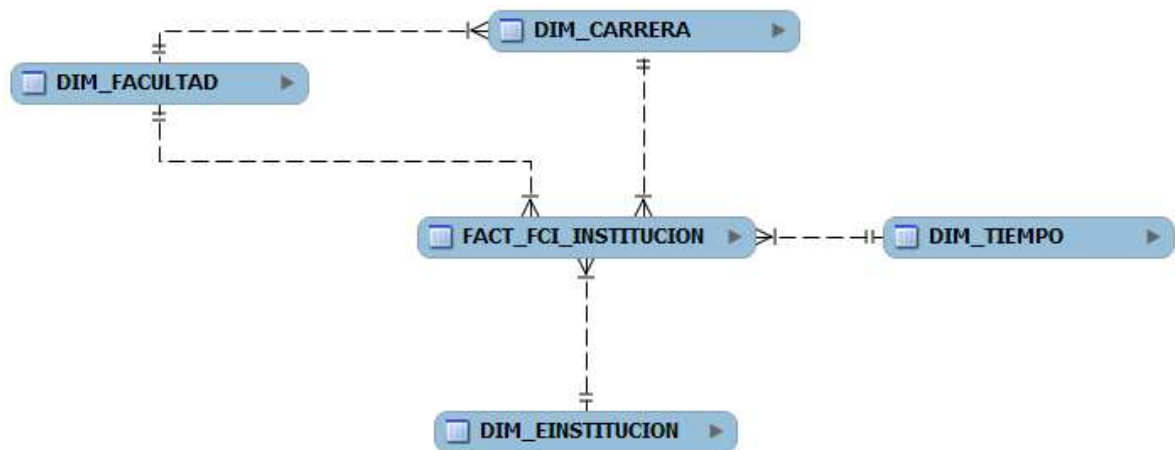 DIM_CARRERA
DIM_FACULTAD
FACT_FCI_INSTITUCION
DIM_TIEMPO
DIM_EINSTITUCION